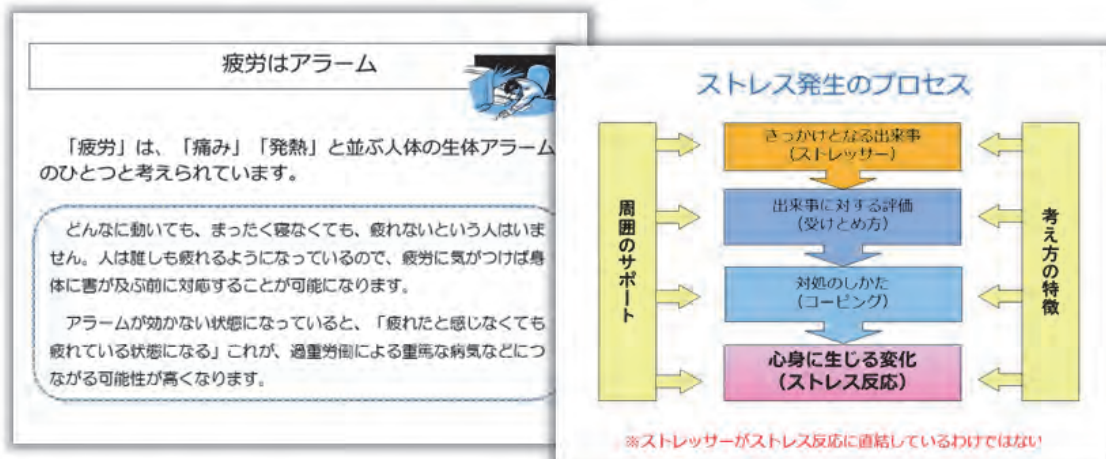 疲労はアラーム
「疲労」は、「痛み」「発熱」と並ぶ人体の生体アラーム
のひとつと考えられています。
どんなに動いても、まったく寝なくても、疲れないという人はいま
せん。人は誰しも疲れるようになっているので、疲労に気がつけば身
体に害が及ぶ前に対応することが可能になります。
アラームが効かない状態になっていると、「疲れたと感じなくても
疲れている状態になる」これが、過重労働による重篤な病気などにつ
ながる可能性が高くなります。
ストレス発生のプロセス
周囲のサポート
きっかけとなる出来事
(ストレッサー)
出来事に対する評価
(受けとめ方)
対処のしかた
(コーピング)
心身に生じる変化
(ストレス反応)
考え方の特徴
※ストレッサーがストレス反応に直結しているわけではない